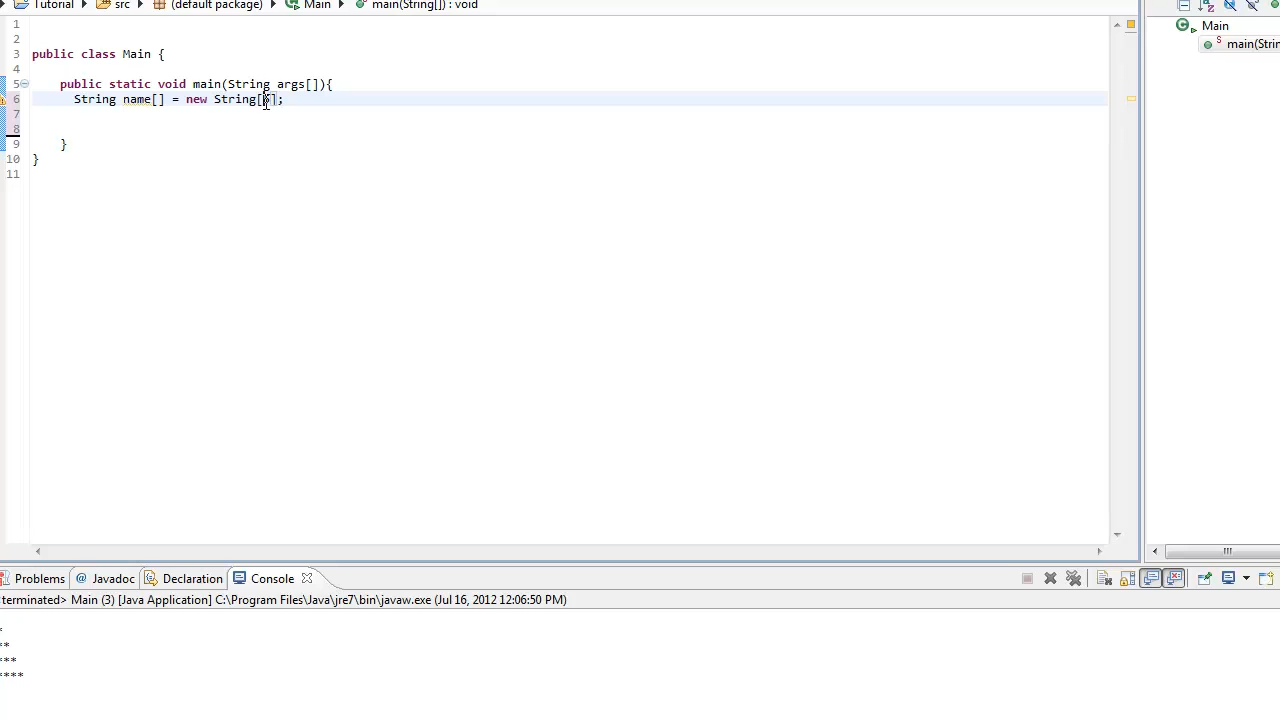 Tutorial src (default package) Main main(String[]) : void
Main
main(Strin
1
2
3 public class Main {
4
5 public static void main(String args[]){
6 String name[] = new String[];
7
8
9 }
10 }
11
Problems @ Javadoc Declaration Console
terminated> Main (3) [Java Application] C:\Program Files\Java\jre7\bin\javaw.exe (Jul 16, 2012 12:06:50 PM)
*
**
***
****